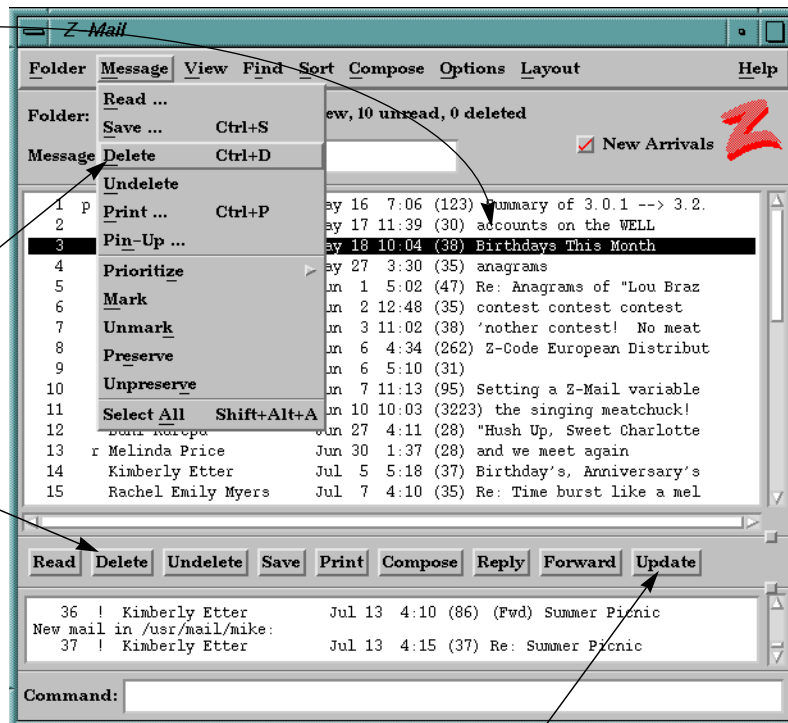 Z-Mail
Folder Message View Find Sort Compose Options Layout Help
Folder: ew, 10 unread, 0 deleted
Message New Arrivals
Read ...
Save ... Ctrl+S
Delete Ctrl+D
Undelete
Print ... Ctrl+P
Pin-Up ...
Prioritize
Mark
Unmark
Preserve
Unpreserve
Select All Shift+Alt+A
1 p ay 16 7:06 (123) Summary of 3.0.1 --> 3.2.
2 ay 17 11:39 (30) accounts on the WELL
3 ay 18 10:04 (38) Birthdays This Month
4 ay 27 3:30 (35) anagrams
5 un 1 5:02 (47) Re: Anagrams of "Lou Braz
6 un 2 12:48 (35) contest contest contest
7 un 3 11:02 (38) 'nother contest! No meat
8 un 6 4:34 (262) Z-Code European Distribut
9 un 6 5:10 (31)
10 un 7 11:13 (95) Setting a Z-Mail variable
11 un 10 10:03 (3223) the singing meatchuck!
12 Jun 27 4:11 (28) "Hush Up, Sweet Charlotte
13 r Melinda Price Jun 30 1:37 (28) and we meet again
14 Kimberly Etter Jul 5 5:18 (37) Birthday's, Anniversary's
15 Rachel Emily Myers Jul 7 4:10 (35) Re: Time burst like a mel
Read Delete Undelete Save Print Compose Reply Forward Update
36 ! Kimberly Etter Jul 13 4:10 (86) (Fwd) Summer Picnic
New mail in /usr/mail/mike:
37 ! Kimberly Etter Jul 13 4:15 (37) Re: Summer Picnic
Command: